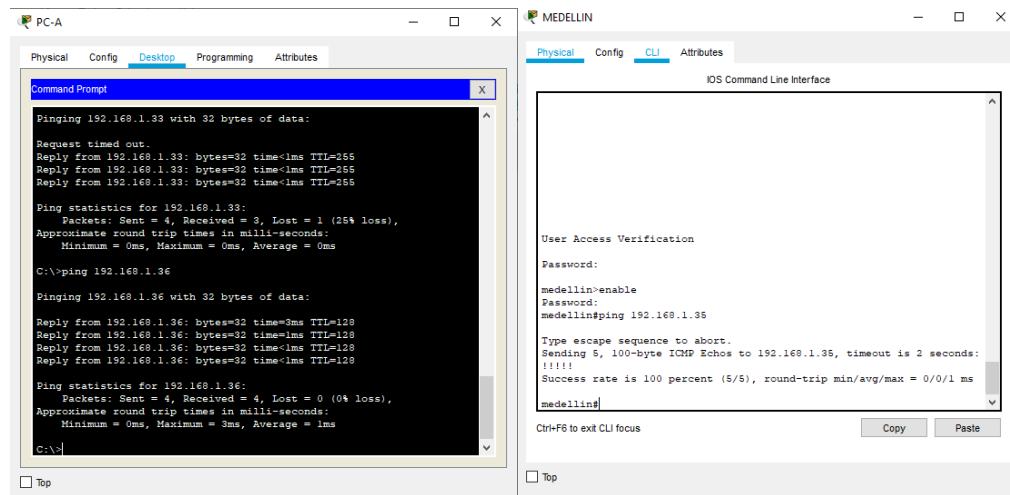 PC-A
Physical Config Desktop Programming Attributes
Command Prompt
X
Pinging 192.168.1.33 with 32 bytes of data:
Request timed out.
Reply from 192.168.1.33: bytes=32 time<1ms TTL=255
Reply from 192.168.1.33: bytes=32 time<1ms TTL=255
Reply from 192.168.1.33: bytes=32 time<1ms TTL=255
Ping statistics for 192.168.1.33:
Packets: Sent = 4, Received = 3, Lost = 1 (25% loss),
Approximate round trip times in milli-seconds:
Minimum = 0ms, Maximum = 0ms, Average = 0ms
C:\>ping 192.168.1.36
Pinging 192.168.1.36 with 32 bytes of data:
Reply from 192.168.1.36: bytes=32 time=3ms TTL=128
Reply from 192.168.1.36: bytes=32 time=1ms TTL=128
Reply from 192.168.1.36: bytes=32 time<1ms TTL=128
Reply from 192.168.1.36: bytes=32 time<1ms TTL=128
Ping statistics for 192.168.1.36:
Packets: Sent = 4, Received = 4, Lost = 0 (0% loss),
Approximate round trip times in milli-seconds:
Minimum = 0ms, Maximum = 3ms, Average = 1ms
C:\>
Top
MEDELLIN
Physical Config CLI Attributes
IOS Command Line Interface
User Access Verification
Password:
medellin>enable
Password:
medellin#ping 192.168.1.35
Type escape sequence to abort.
Sending 5, 100-byte ICMP Echos to 192.168.1.35, timeout is 2 seconds:
!!!!!
Success rate is 100 percent (5/5), round-trip min/avg/max = 0/0/1 ms
medellin#
Ctrl+F6 to exit CLI focus
Copy
Paste
Top